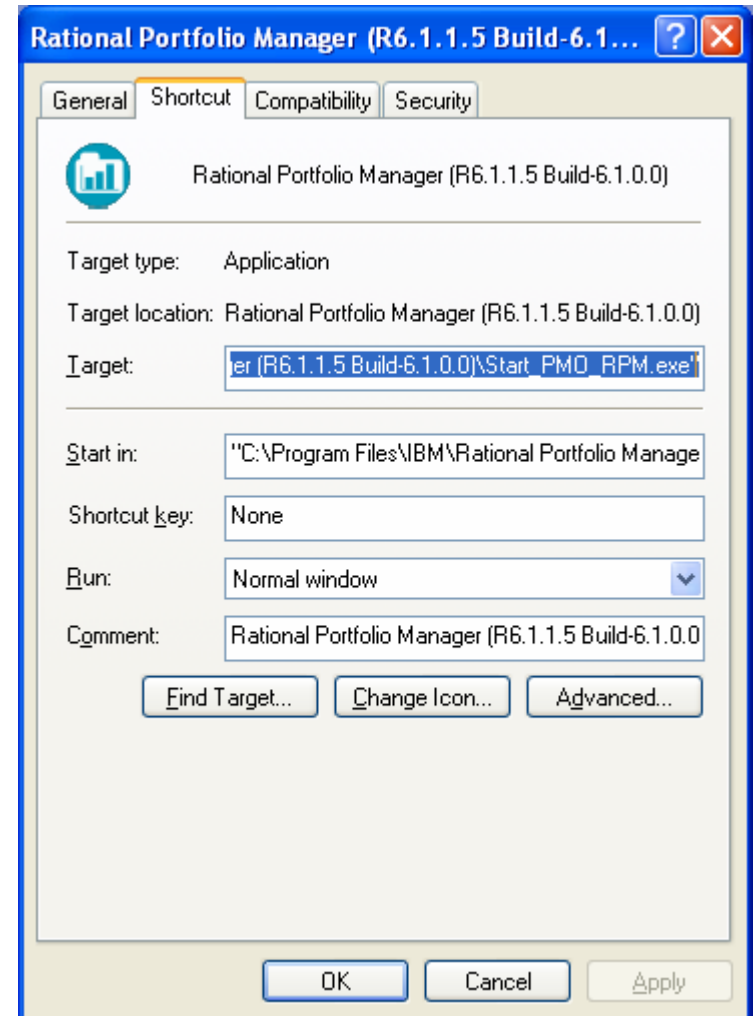 Rational Portfolio Manager (R6.1.1.5 Build-6.1...
General Shortcut Compatibility Security
Rational Portfolio Manager (R6.1.1.5 Build-6.1.0.0)
Target type: Application
Target location: Rational Portfolio Manager (R6.1.1.5 Build-6.1.0.0)
Target: er (R6.1.1.5 Build-6.1.0.0)\Start_PMO_RPM.exe"
Start in: "C:\Program Files\IBM\Rational Portfolio Manage
Shortcut key: None
Run: Normal window
Comment: Rational Portfolio Manager (R6.1.1.5 Build-6.1.0.0
Find Target... Change Icon... Advanced...
OK Cancel Apply